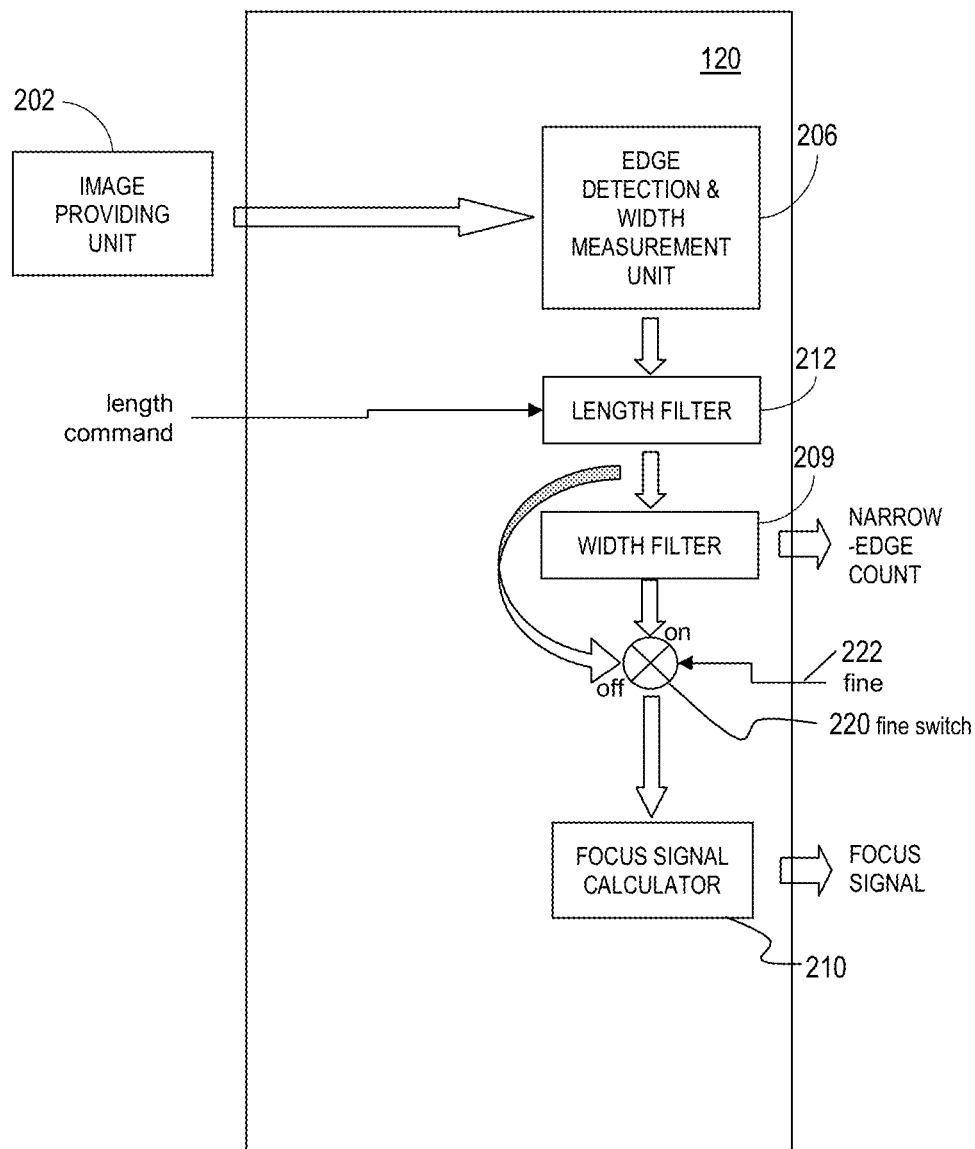 120
202
206
IMAGE
PROVIDING
UNIT
EDGE
DETECTION &
WIDTH
MEASUREMENT
UNIT
212
length
command
LENGTH FILTER
209
WIDTH FILTER
NARROW
-EDGE
COUNT
on
off
222
fine
220 fine switch
FOCUS SIGNAL
CALCULATOR
FOCUS
SIGNAL
210